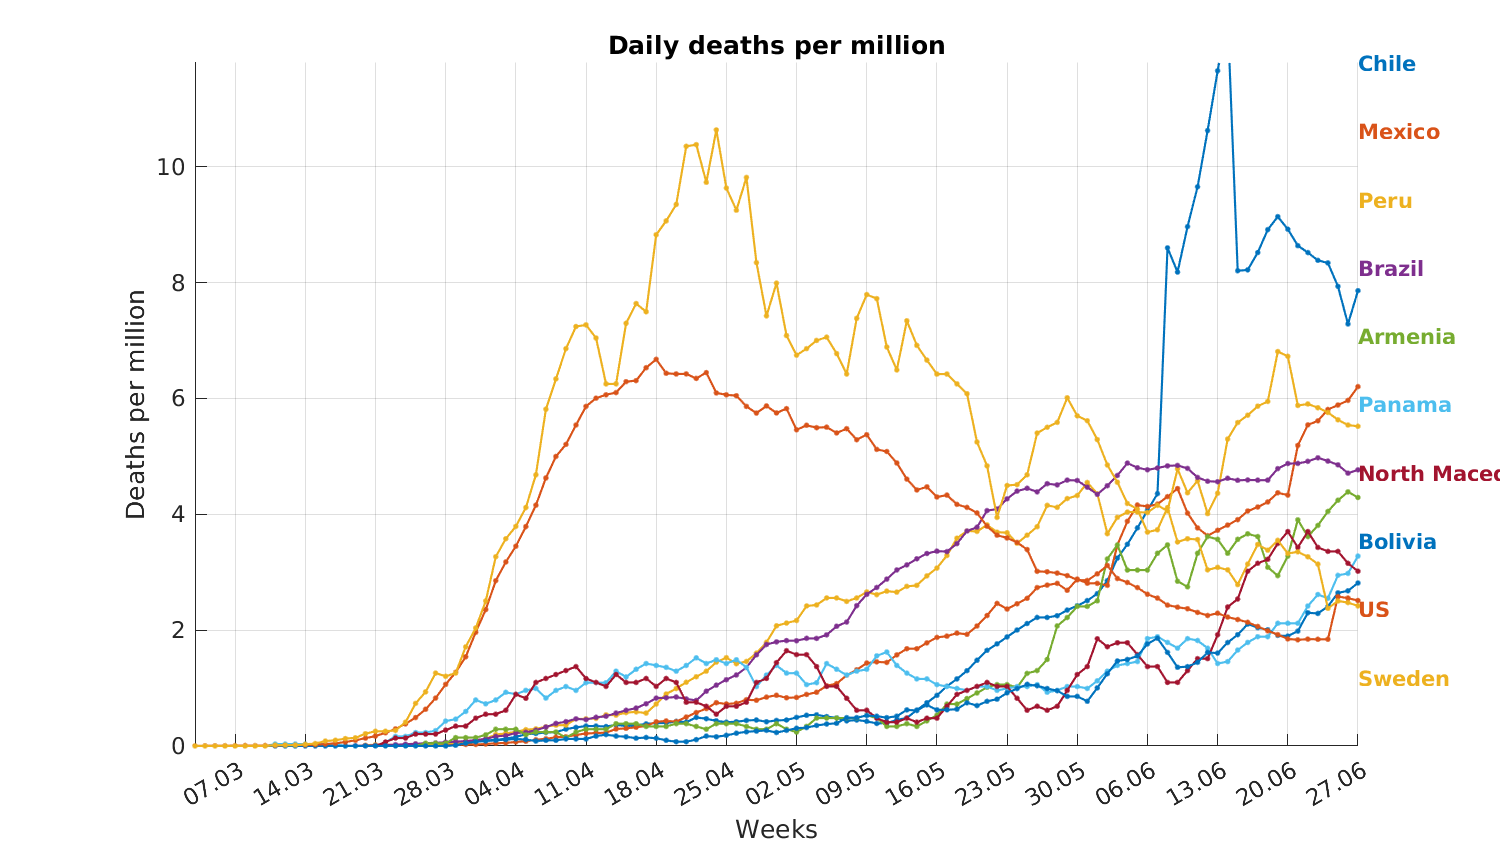 Daily deaths per million
Chile
Mexico
Peru
Brazil
Armenia
Panama
North Maced
Bolivia
US
Sweden
Deaths per million
10
8
6
4
2
0
07.03
14.03
21.03
28.03
04.04
11.04
18.04
25.04
02.05
09.05
16.05
23.05
30.05
06.06
13.06
20.06
27.06
Weeks